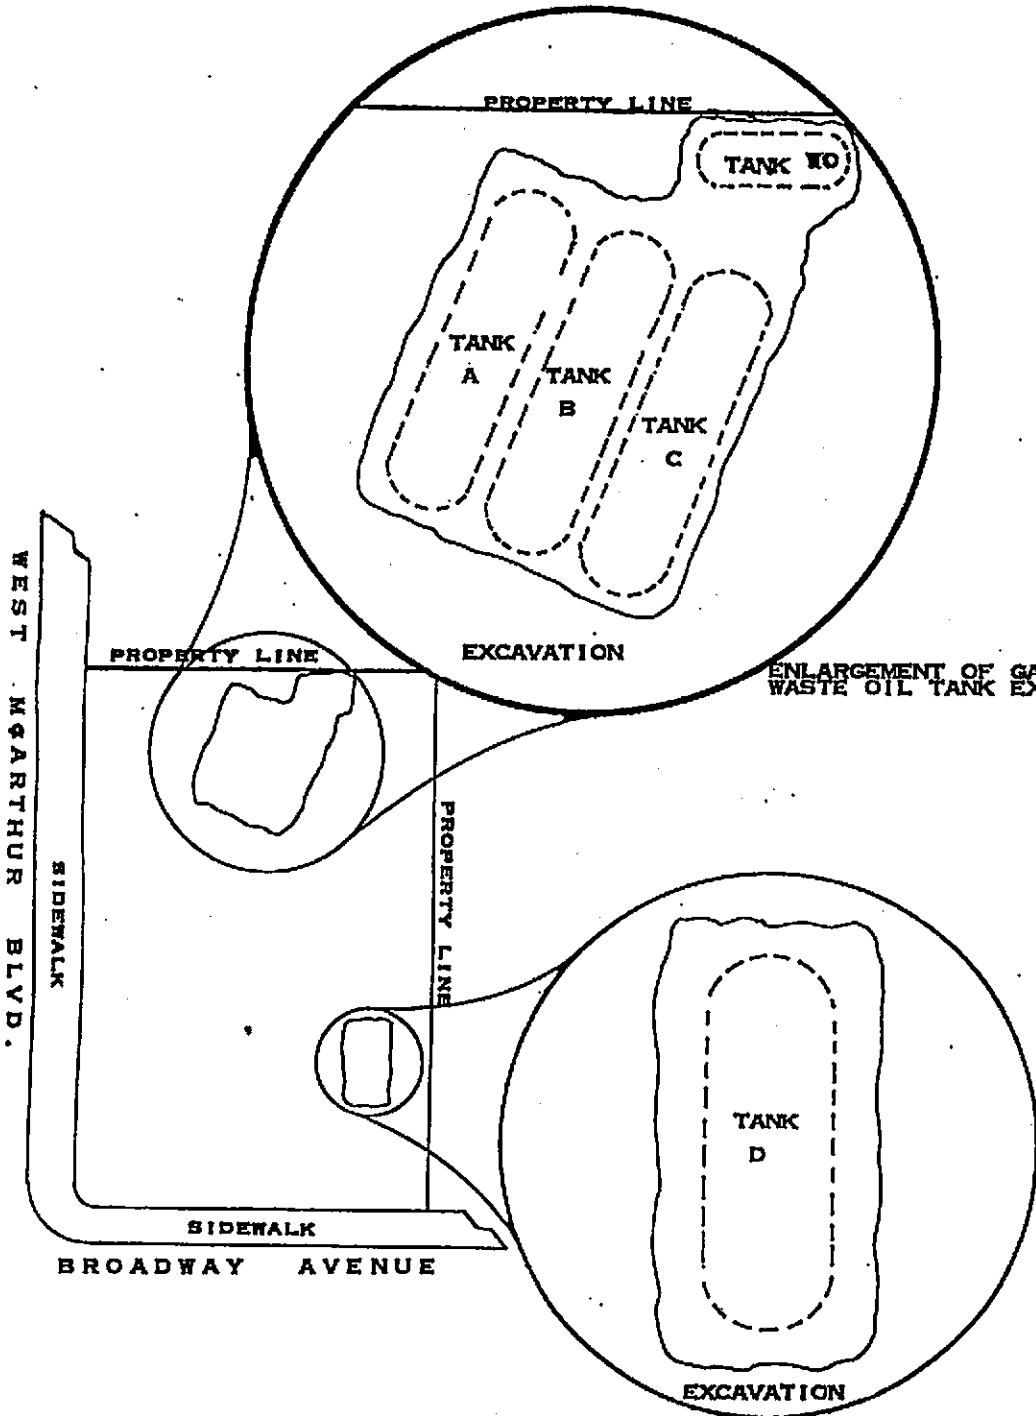 PROPERTY LINE
TANK WO
TANK
A
TANK
B
TANK
C
EXCAVATION
ENLARGEMENT OF GA
WASTE OIL TANK EX
PROPERTY LINE
WEST McARTHUR BLVD.
SIDEWALK
PROPERTY LINE
TANK
D
SIDEWALK
BROADWAY AVENUE
EXCAVATION